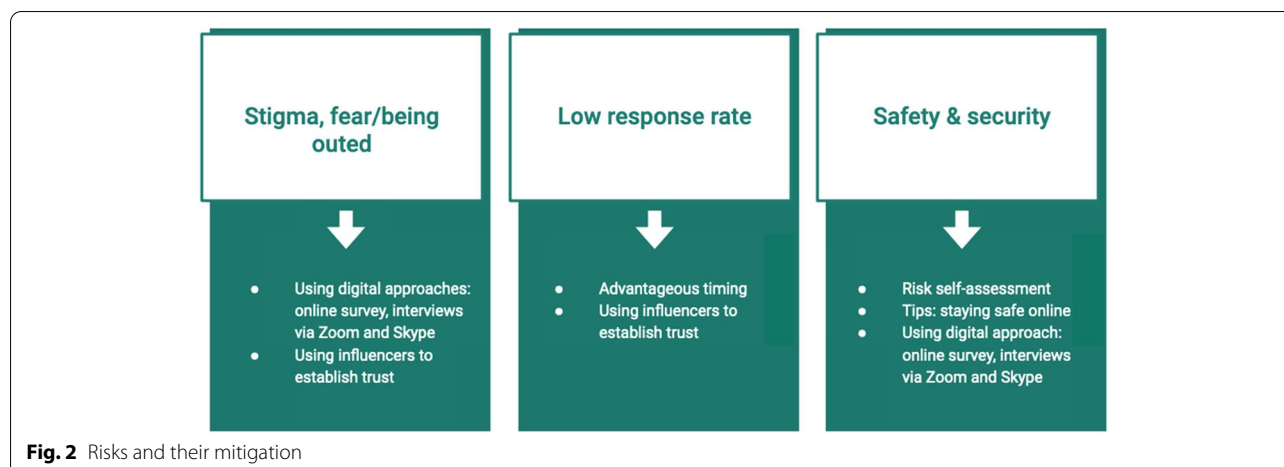 Stigma, fear/being
outed
● Using digital approaches:
online survey, interviews
via Zoom and Skype
● Using influencers to
establish trust
Low response rate
● Advantageous timing
● Using influencers to
establish trust
Safety & security
● Risk self-assessment
● Tips: staying safe online
● Using digital approach:
online survey, interviews
via Zoom and Skype
Fig. 2 Risks and their mitigation